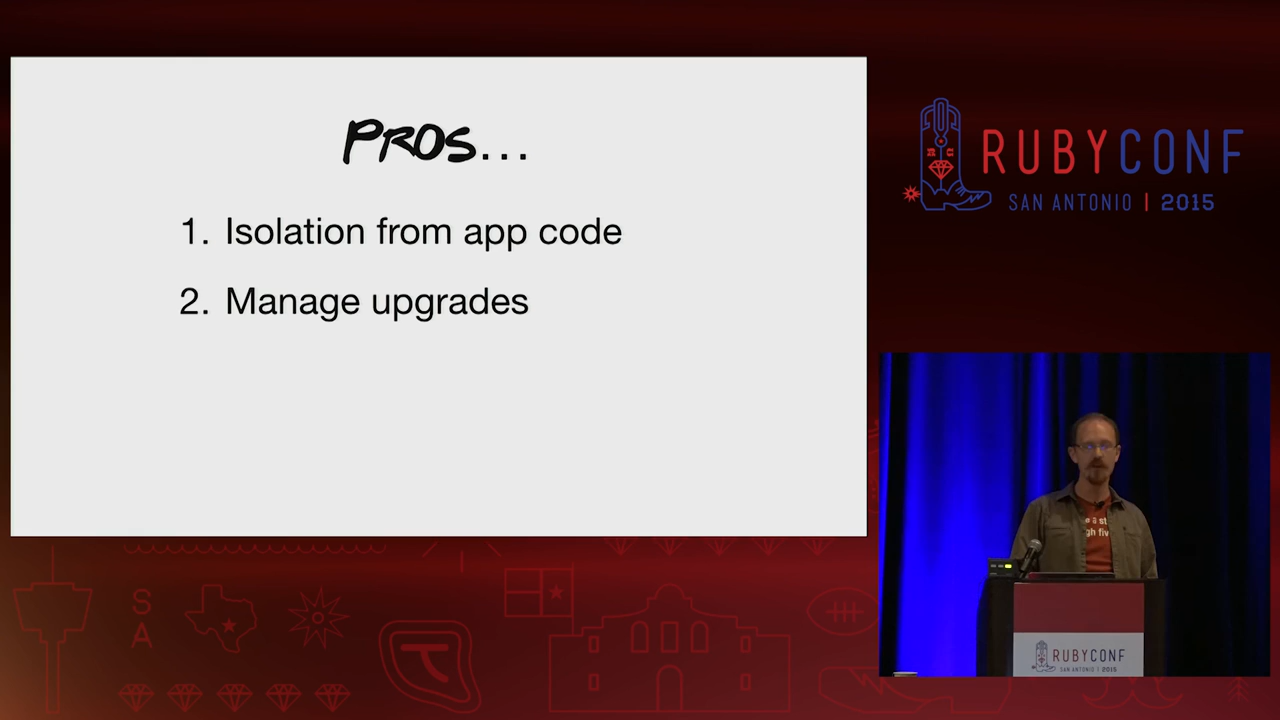 PROS...
1. Isolation from app code
2. Manage upgrades
RUBYCONF
SAN ANTONIO | 2015
S
A
RUBYCONF
SAN ANTONIO | 2015